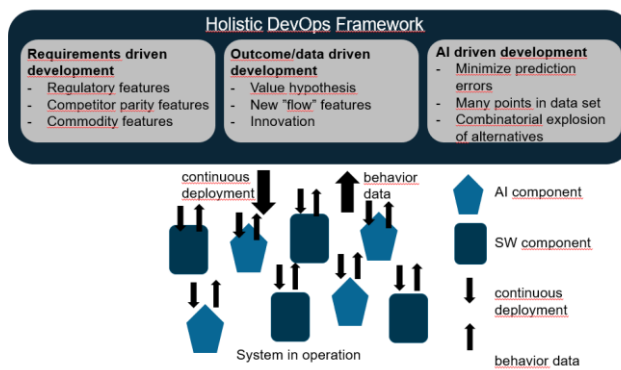 Holistic DevOps Framework
Requirements driven
development
- Regulatory features
- Competitor parity features
- Commodity features
Outcome/data driven
development
- Value hypothesis
- New "flow" features
- Innovation
AI driven development
- Minimize prediction
errors
- Many points in data set
- Combinatorial explosion
of alternatives
continuous
deployment
behavior
data
AI component
SW component
continuous
deployment
behavior data
System in operation